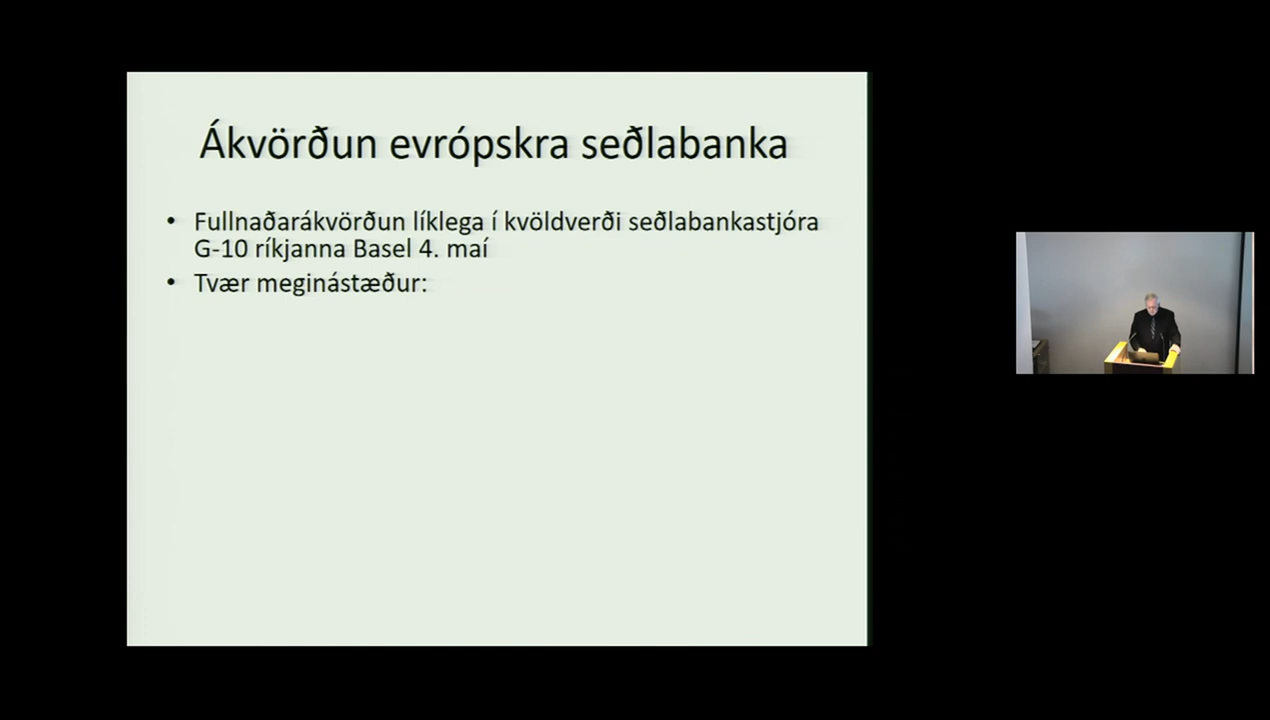 Ákvörðun evrópskra seðlabanka
• Fullnaðarákvörðun líklega í kvöldverði seðlabankastjóra
G-10 ríkjanna Basel 4. maí
• Tvær meginástæður: